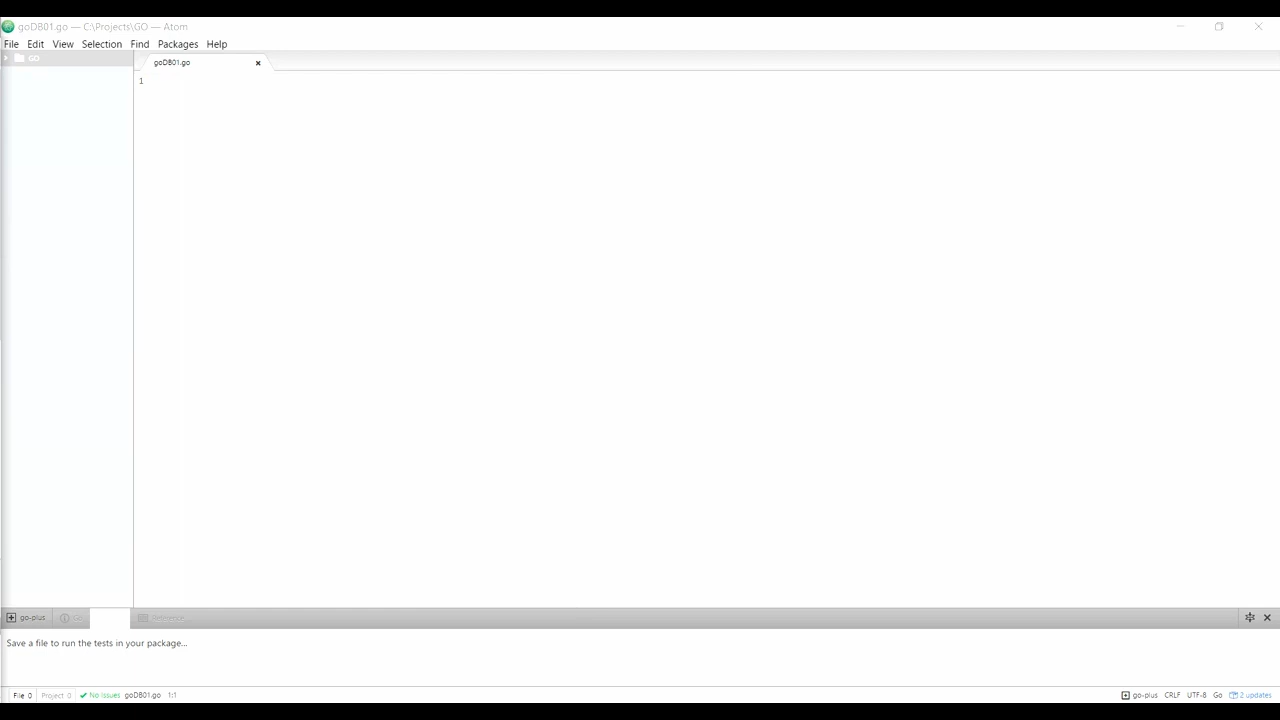 goDB01.go — C:\Projects\GO — Atom
File Edit View Selection Find Packages Help
GO
goDB01.go
1
go-plus
Save a file to run the tests in your package...
File 0 Project 0 No Issues goDB01.go 1:1 go-plus CRLF UTF-8 Go 2 updates